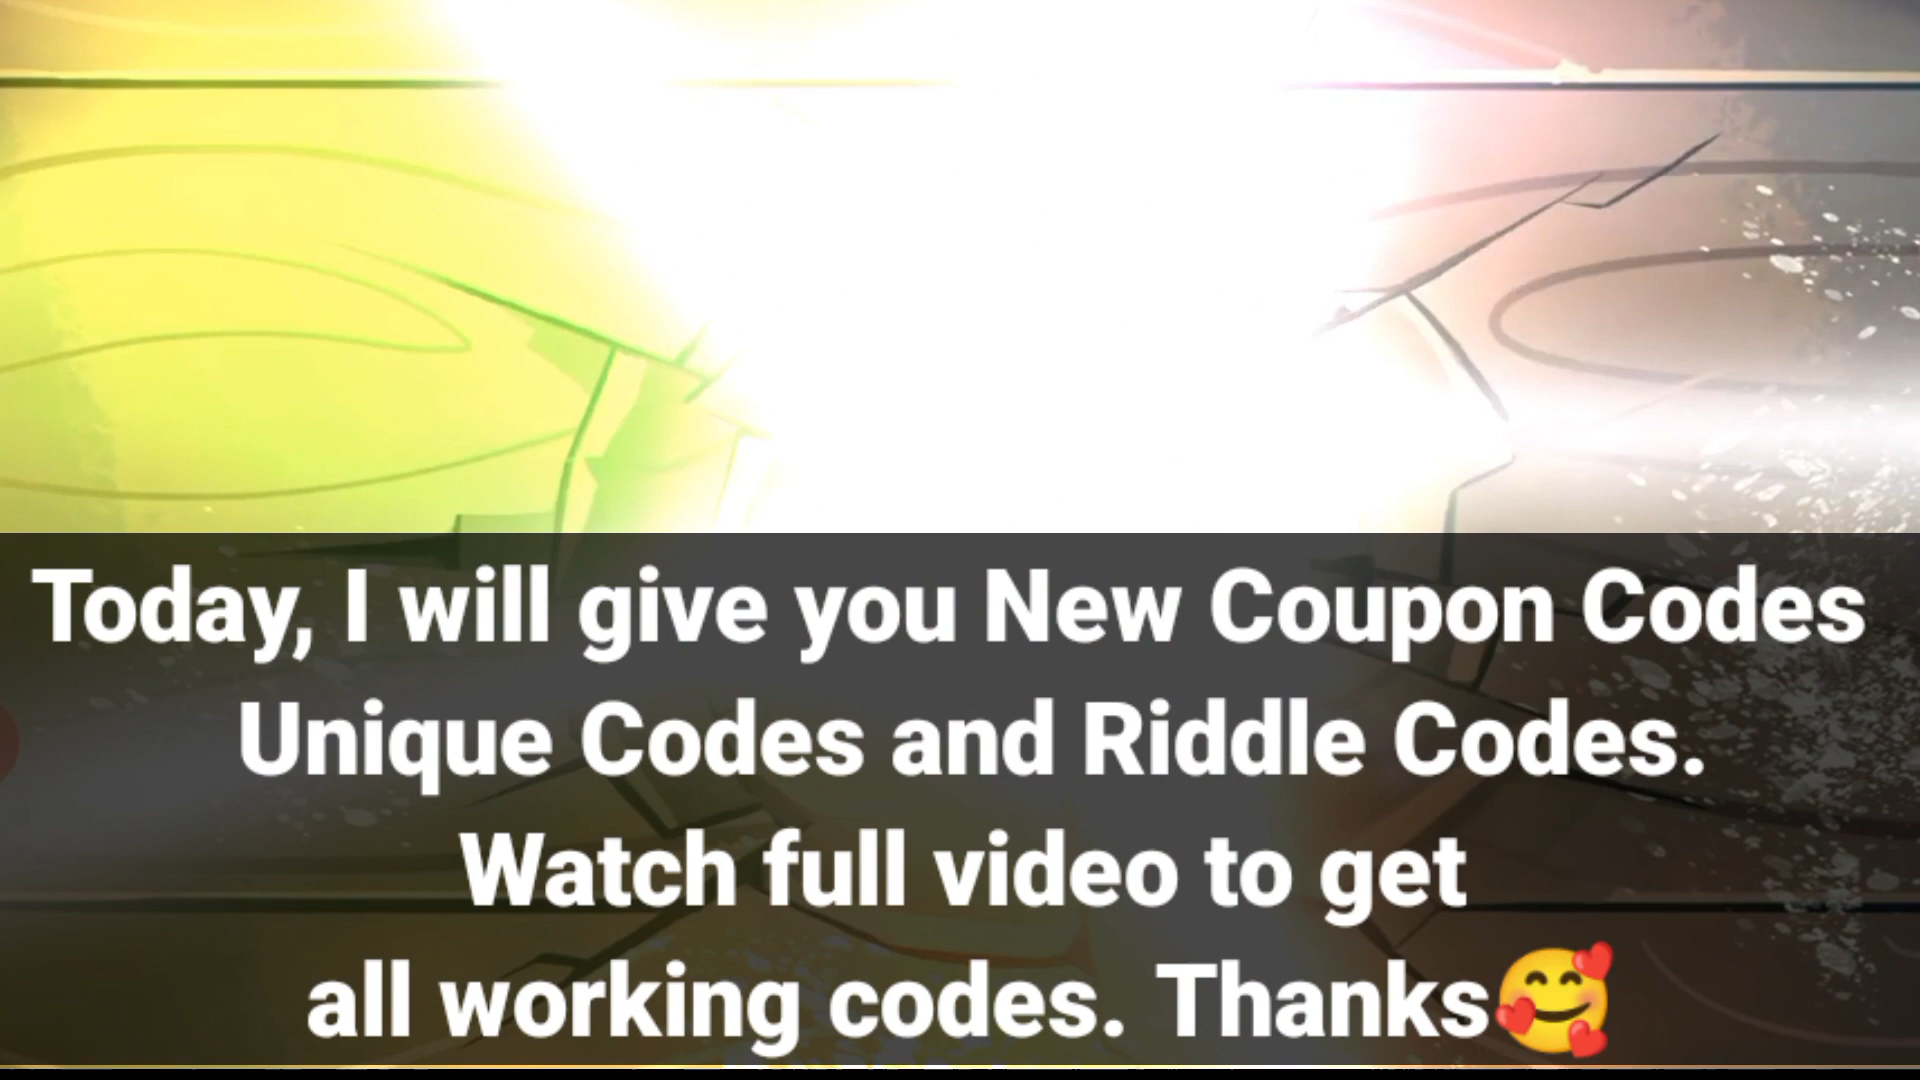 Today, I will give you New Coupon Codes
Unique Codes and Riddle Codes.
Watch full video to get
all working codes. Thanks🥰